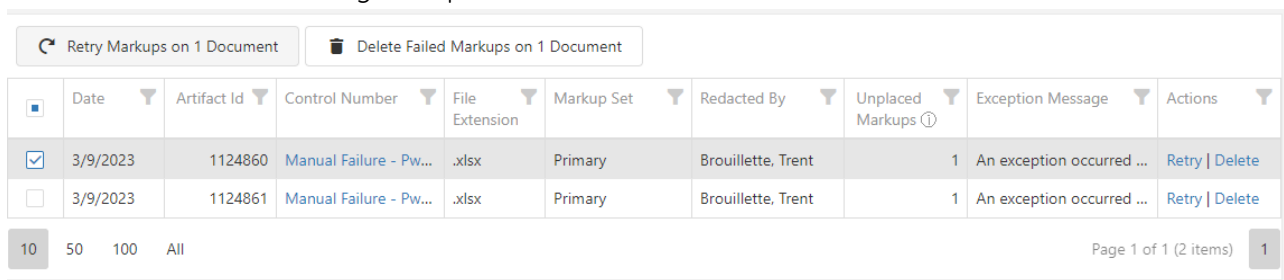 Retry Markups on 1 Document Delete Failed Markups on 1 Document
Date Artifact Id Control Number File Extension Markup Set Redacted By Unplaced Markups ⓘ Exception Message Actions
3/9/2023 1124860 Manual Failure - Pw... .xlsx Primary Brouillette, Trent 1 An exception occurred ... Retry | Delete
3/9/2023 1124861 Manual Failure - Pw... .xlsx Primary Brouillette, Trent 1 An exception occurred ... Retry | Delete
10 50 100 All Page 1 of 1 (2 items) 1